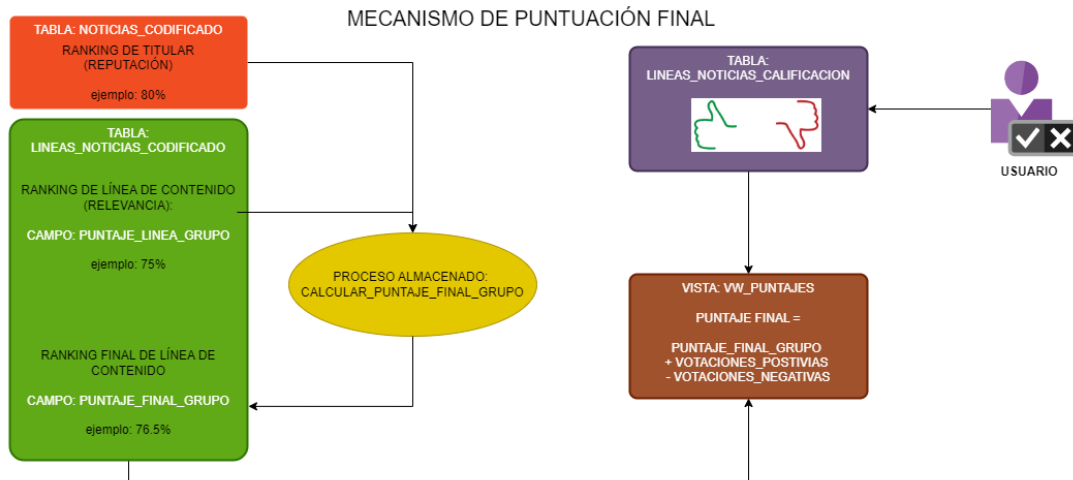 MECANISMO DE PUNTUACIÓN FINAL
TABLA: NOTICIAS_CODIFICADO
RANKING DE TITULAR
(REPUTACIÓN)
ejemplo: 80%
TABLA:
LINEAS_NOTICIAS_CODIFICADO
RANKING DE LÍNEA DE CONTENIDO
(RELEVANCIA):
CAMPO: PUNTAJE_LINEA_GRUPO
ejemplo: 75%
RANKING FINAL DE LÍNEA DE
CONTENIDO
CAMPO: PUNTAJE_FINAL_GRUPO
ejemplo: 76.5%
PROCESO ALMACENADO:
CALCULAR_PUNTAJE_FINAL_GRUPO
TABLA:
LINEAS_NOTICIAS_CALIFICACION
USUARIO
VISTA: VW_PUNTAJES
PUNTAJE FINAL =
PUNTAJE_FINAL_GRUPO
+ VOTACIONES_POSTIVIAS
- VOTACIONES_NEGATIVAS